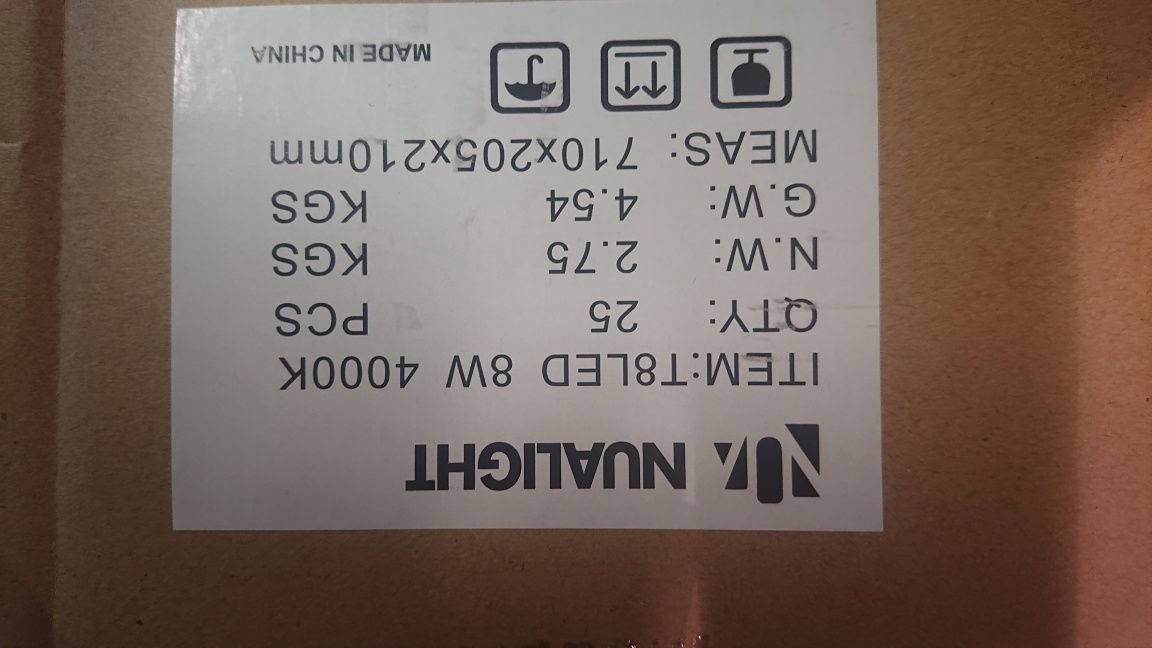 NUALIGHT
ITEM:T8LED 8W 4000K
QTY: 25 PCS
N.W: 2.75 KGS
G.W: 4.54 KGS
MEAS: 710x205x210mm
MADE IN CHINA